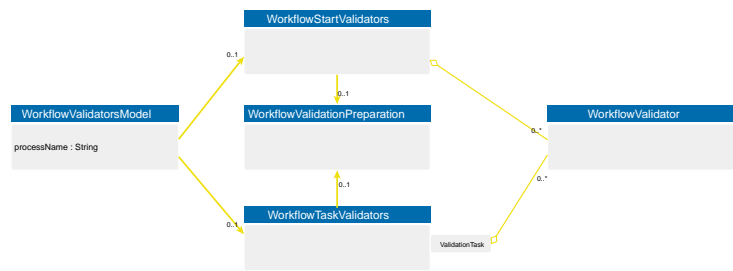 WorkflowStartValidators
0..1
0..1
WorkflowValidatorsModel
WorkflowValidationPreparation
WorkflowValidator
processName : String
0..*
0..*
0..1
WorkflowTaskValidators
0..1
ValidationTask